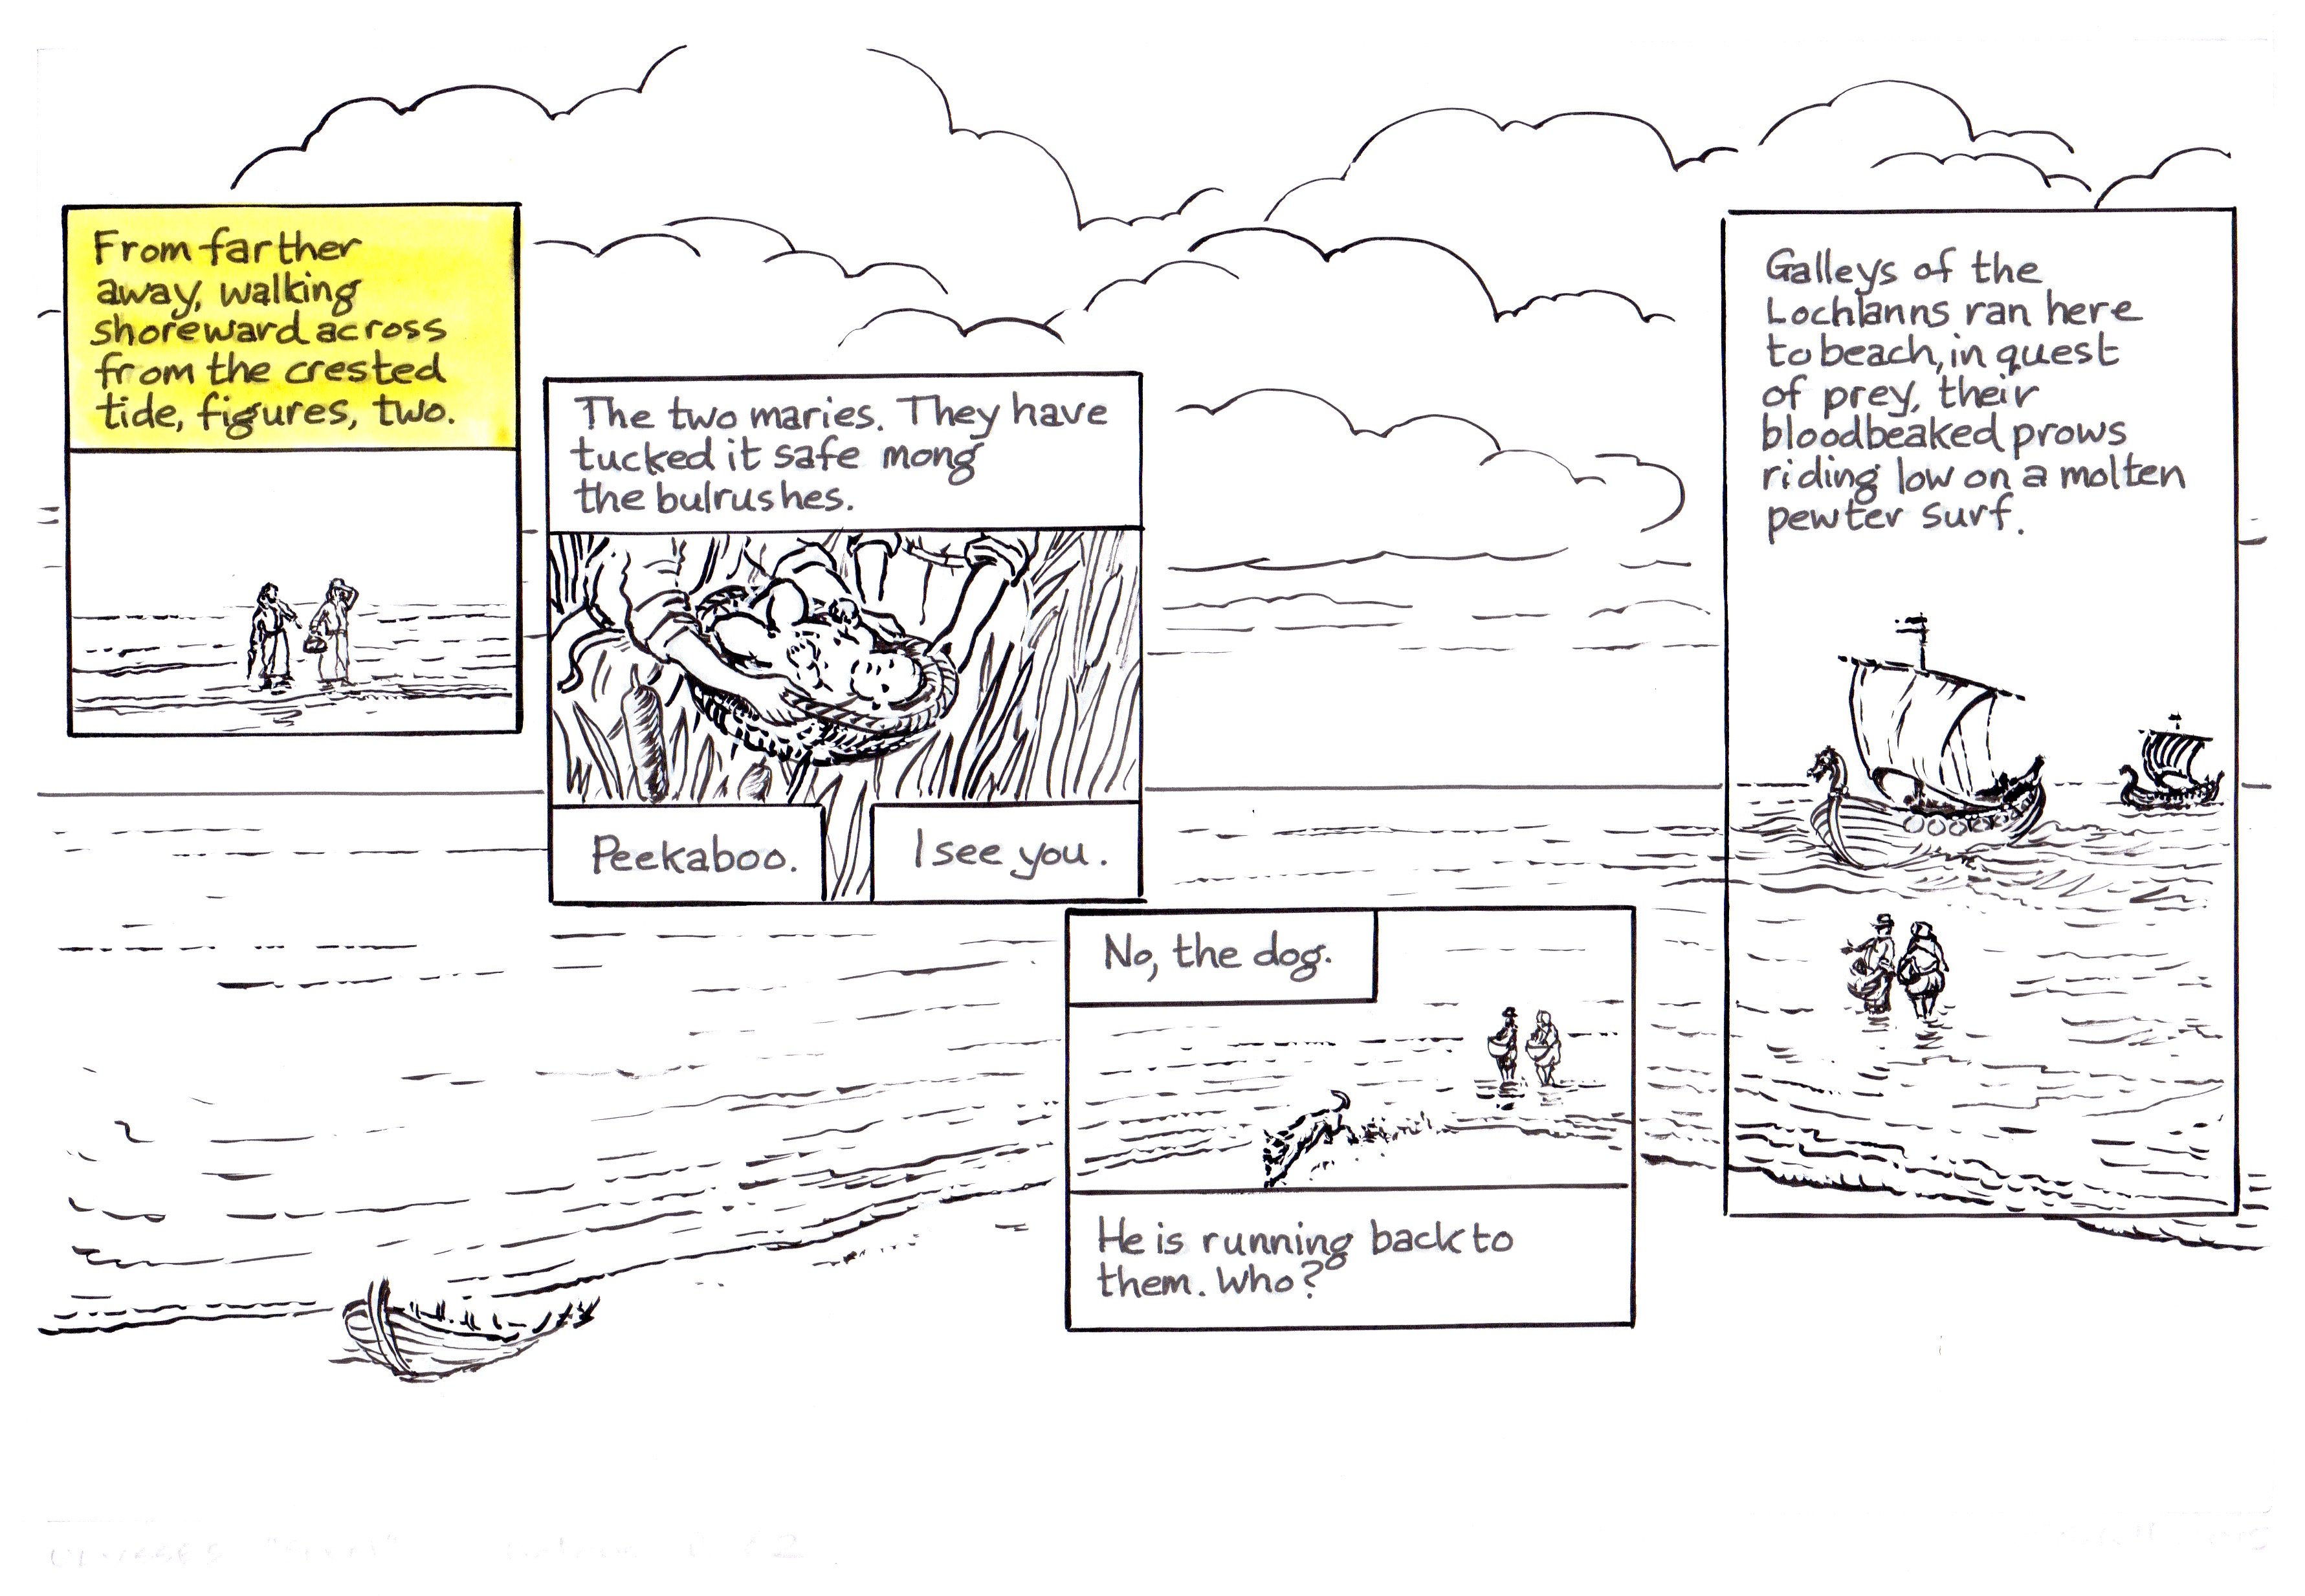 From farther
away, walking
shoreward across
from the crested
tide, figures, two.
The two maries. They have
tucked it safe mong
the bulrushes.
Peekaboo.
I see you.
No, the dog.
He is running back to
them. Who?
Galleys of the
Lochlanns ran here
to beach, in quest
of prey, their
bloodbeaked prows
riding low on a molten
pewter surf.
ULYSSES